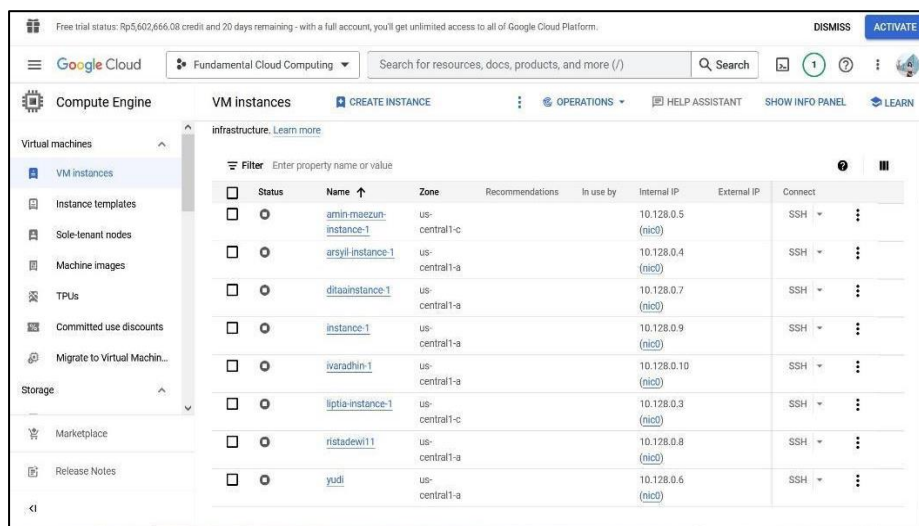 Free trial status: Rp5,602,666.08 credit and 20 days remaining - with a full account, you'll get unlimited access to all of Google Cloud Platform. DISMISS ACTIVATE
Google Cloud Fundamental Cloud Computing Search for resources, docs, products, and more (/) Search 1
Compute Engine VM instances CREATE INSTANCE OPERATIONS HELP ASSISTANT SHOW INFO PANEL LEARN
Virtual machines
VM instances
Instance templates
Sole-tenant nodes
Machine images
TPUs
Committed use discounts
Migrate to Virtual Machin...
Storage
Marketplace
Release Notes
infrastructure. Learn more
Filter Enter property name or value
Status Name Zone Recommendations In use by Internal IP External IP Connect
amin-maezun- us- 10.128.0.5 SSH
instance-1 central1-c (nic0)
arsyil-instance-1 us- 10.128.0.4 SSH
central1-a (nic0)
ditaainstance-1 us- 10.128.0.7 SSH
central1-a (nic0)
instance-1 us- 10.128.0.9 SSH
central1-a (nic0)
ivaradhin-1 us- 10.128.0.10 SSH
central1-a (nic0)
liptia-instance-1 us- 10.128.0.3 SSH
central1-c (nic0)
ristadewi11 us- 10.128.0.8 SSH
central1-a (nic0)
yudi us- 10.128.0.6 SSH
central1-a (nic0)